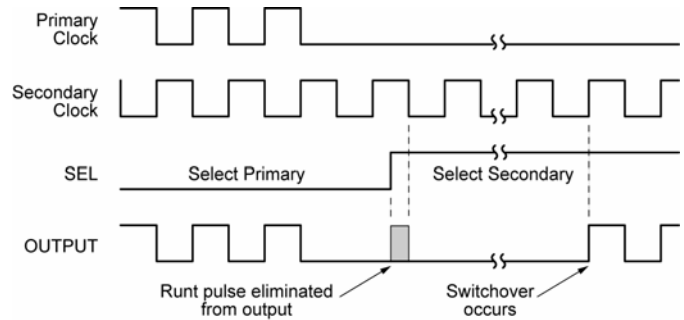 Primary
Clock
Secondary
Clock
SEL
Select Primary
Select Secondary
OUTPUT
Runt pulse eliminated
from output
Switchover
occurs